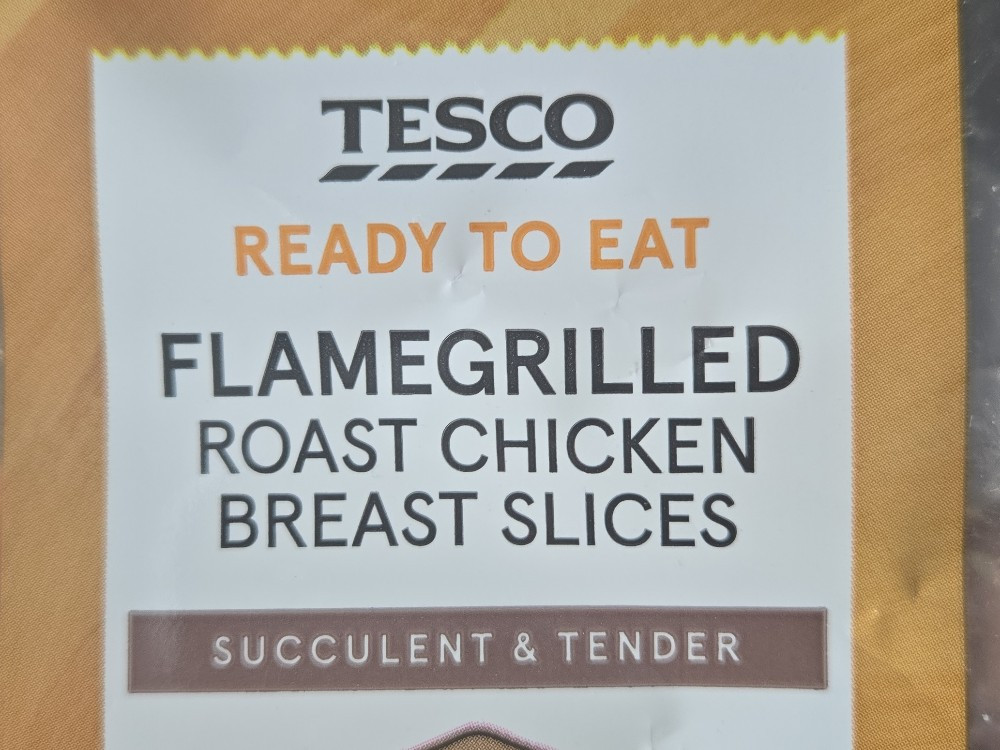 TESCO
READY TO EAT
FLAMEGRILLED
ROAST CHICKEN
BREAST SLICES
SUCCULENT & TENDER